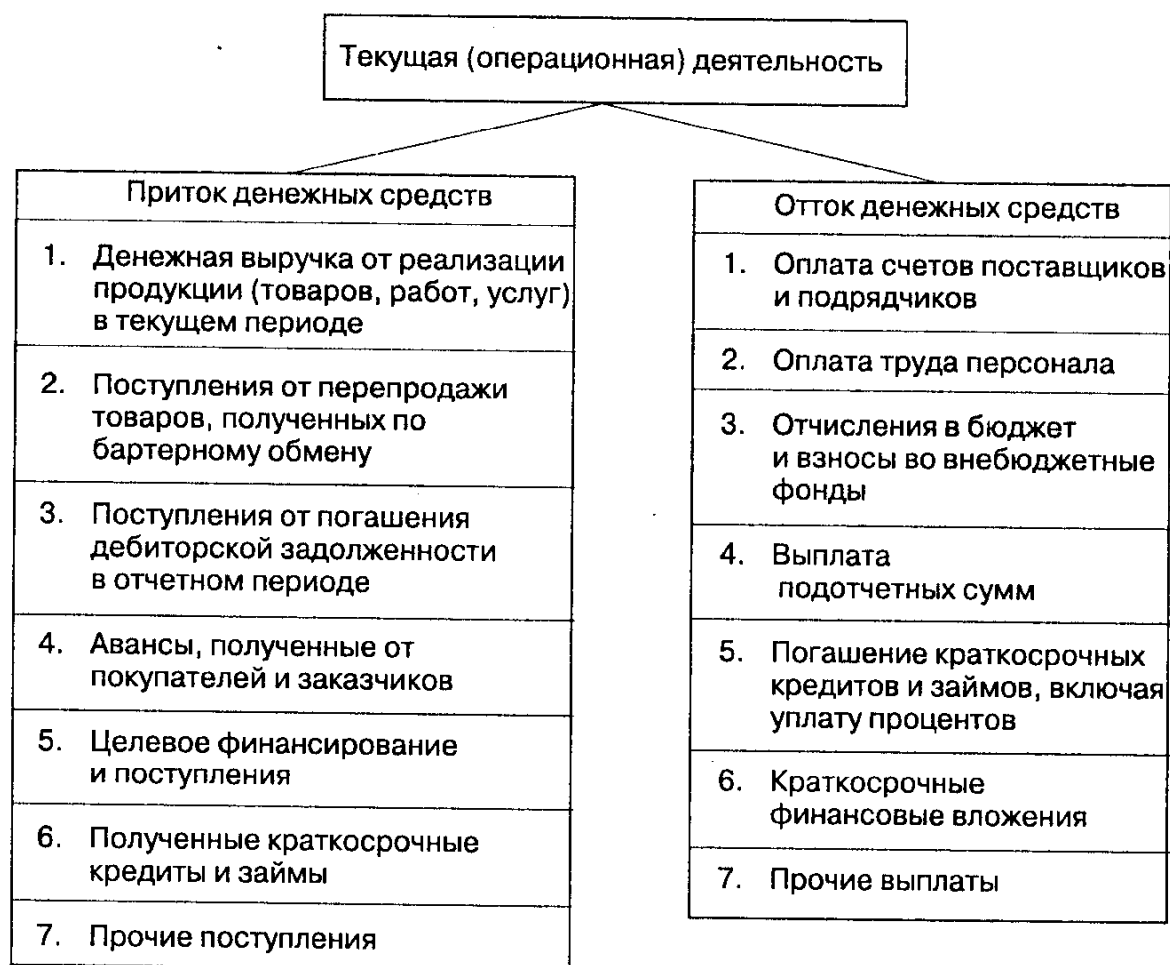 Текущая (операционная) деятельность
Приток денежных средств
1. Денежная выручка от реализации
продукции (товаров, работ, услуг)
в текущем периоде
2. Поступления от перепродажи
товаров, полученных по
бартерному обмену
3. Поступления от погашения
дебиторской задолженности
в отчетном периоде
4. Авансы, полученные от
покупателей и заказчиков
5. Целевое финансирование
и поступления
6. Полученные краткосрочные
кредиты и займы
7. Прочие поступления
Отток денежных средств
1. Оплата счетов поставщиков
и подрядчиков
2. Оплата труда персонала
3. Отчисления в бюджет
и взносы во внебюджетные
фонды
4. Выплата
подотчетных сумм
5. Погашение краткосрочных
кредитов и займов, включая
уплату процентов
6. Краткосрочные
финансовые вложения
7. Прочие выплаты